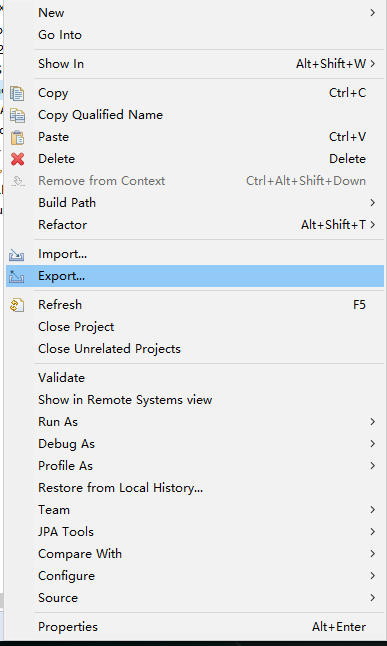 New
Go Into
Show In Alt+Shift+W
Copy Ctrl+C
Copy Qualified Name
Paste Ctrl+V
Delete Delete
Remove from Context Ctrl+Alt+Shift+Down
Build Path
Refactor Alt+Shift+T
Import...
Export...
Refresh F5
Close Project
Close Unrelated Projects
Validate
Show in Remote Systems view
Run As
Debug As
Profile As
Restore from Local History...
Team
JPA Tools
Compare With
Configure
Source
Properties Alt+Enter